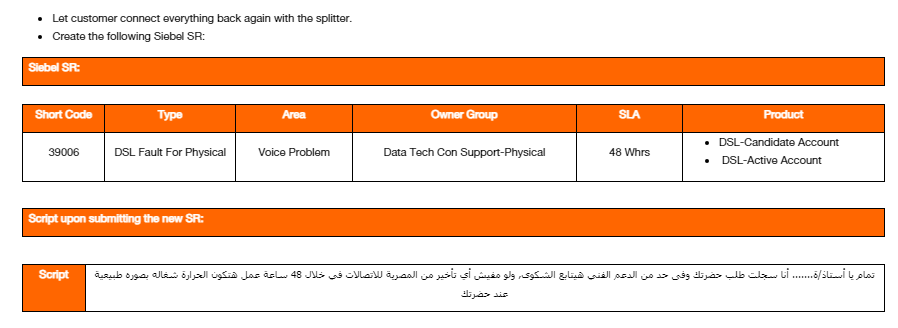 Let customer connect everything back again with the splitter.
Create the following Siebel SR:
Siebel SR:
Short Code Type Area Owner Group SLA Product
39006 DSL Fault For Physical Voice Problem Data Tech Con Support-Physical 48 Whrs
DSL-Candidate Account
DSL-Active Account
Script upon submitting the new SR:
Script
تمام يا أستاذ/ة....... أنا سجلت طلب حضرتك وفى حد من الدعم الفني هيتابع الشكوى, ولو مفيش أي تأخير من المصرية للاتصالات في خلال 48 ساعة عمل هتكون الحرارة شغاله بصوره طبيعية
عند حضرتك